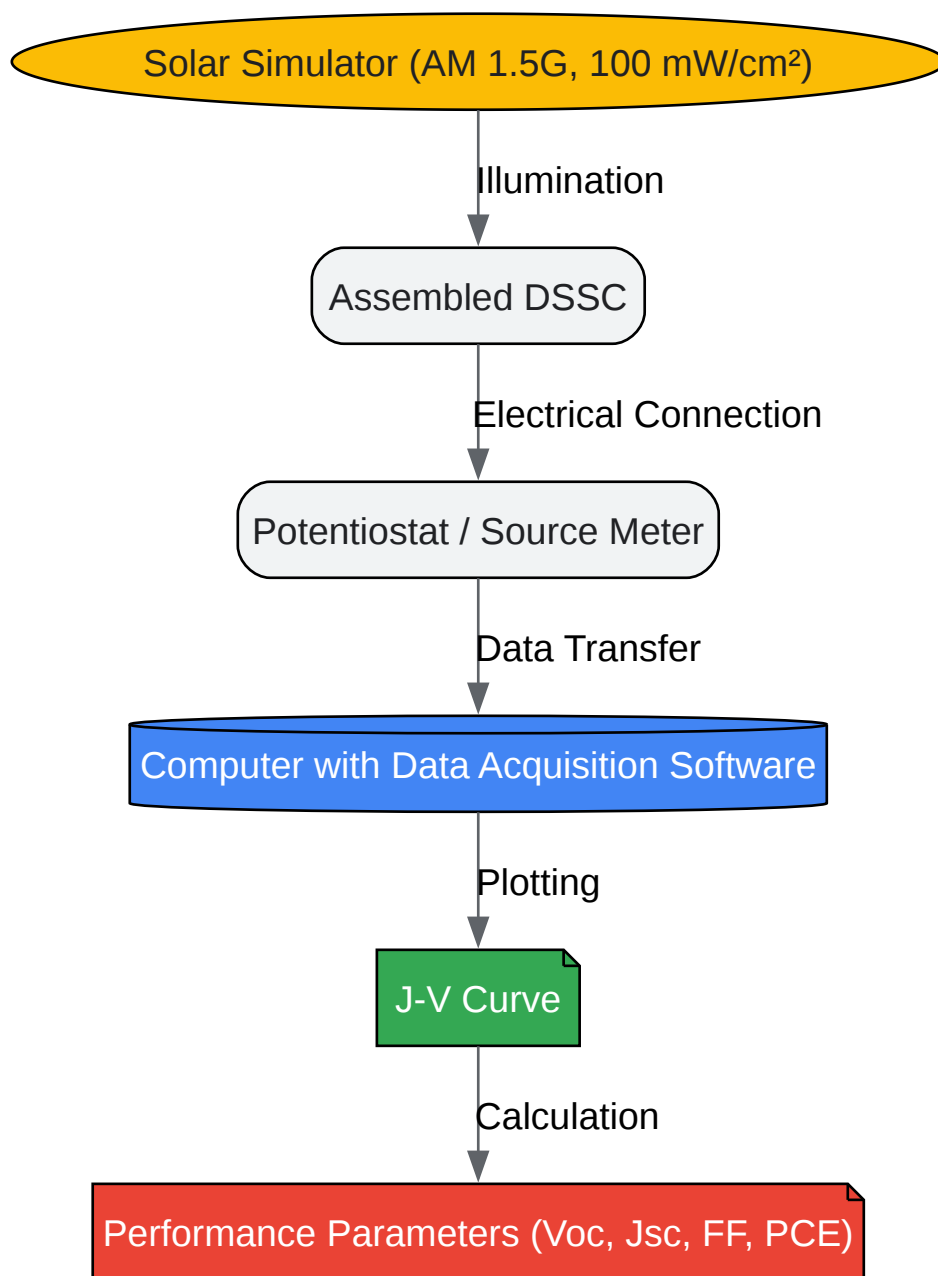 Solar Simulator (AM 1.5G, 100 mW/cm²)
Illumination
Assembled DSSC
Electrical Connection
Potentiostat / Source Meter
Data Transfer
Computer with Data Acquisition Software
Plotting
J-V Curve
Calculation
Performance Parameters (Voc, Jsc, FF, PCE)